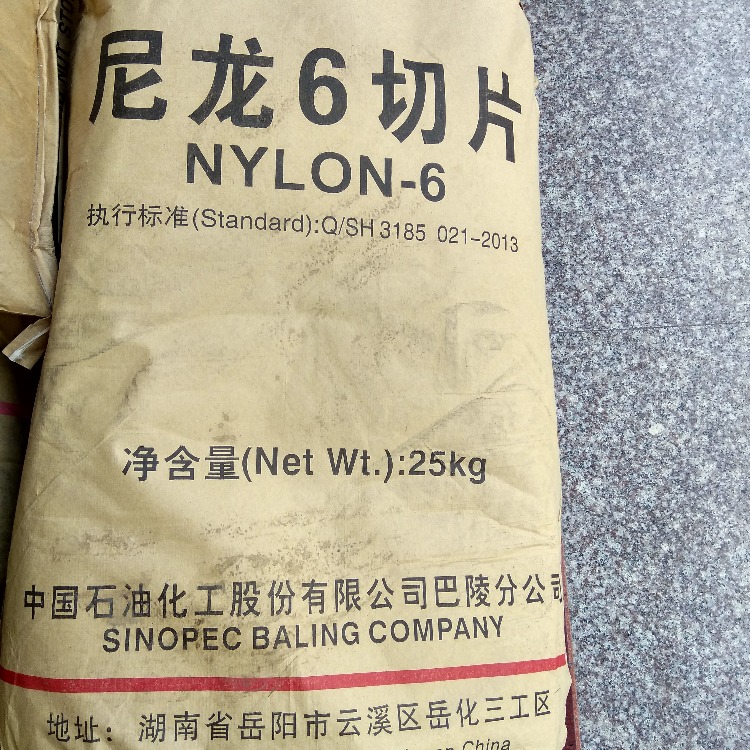 尼龙6切片
NYLON-6
执行标准(Standard):Q/SH 3185 021-2013
净含量(Net Wt.):25kg
中国石油化工股份有限公司巴陵分公司
SINOPEC BALING COMPANY
地址：湖南省岳阳市云溪区岳化三工区
China